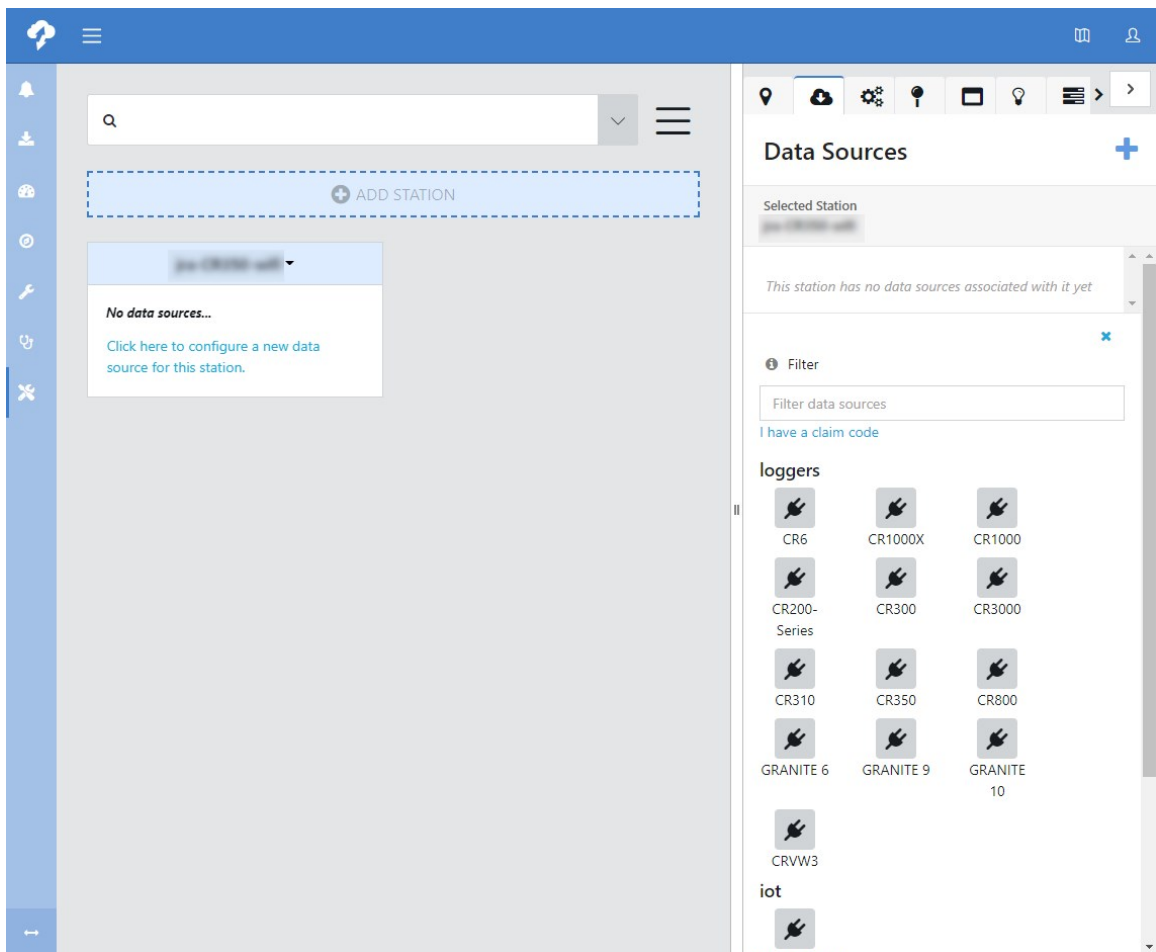 ADD STATION
No data sources...
Click here to configure a new data
source for this station.
Data Sources
Selected Station
This station has no data sources associated with it yet
Filter
Filter data sources
I have a claim code
loggers
CR6 CR1000X CR1000
CR200-
Series CR300 CR3000
CR310 CR350 CR800
GRANITE 6 GRANITE 9 GRANITE
10
CRVW3
iot